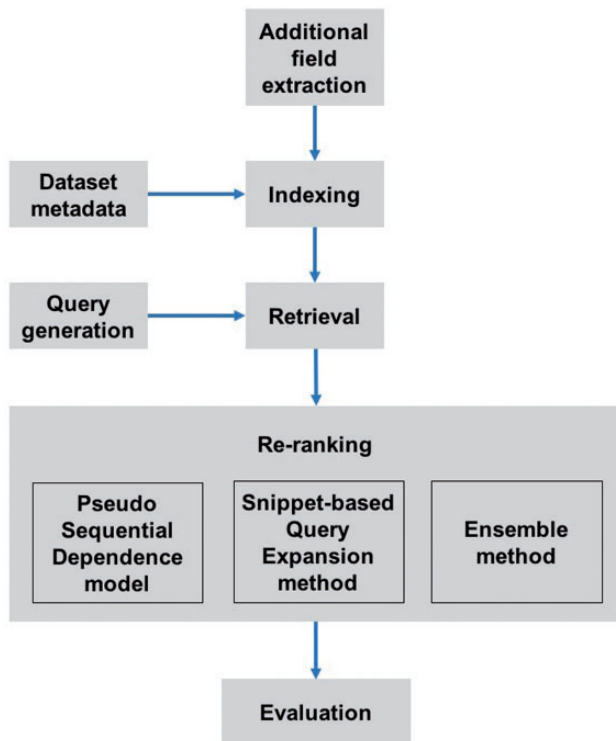 Additional
field
extraction
Dataset
metadata
Indexing
Query
generation
Retrieval
Re-ranking
Pseudo
Sequential
Dependence
model
Snippet-based
Query
Expansion
method
Ensemble
method
Evaluation